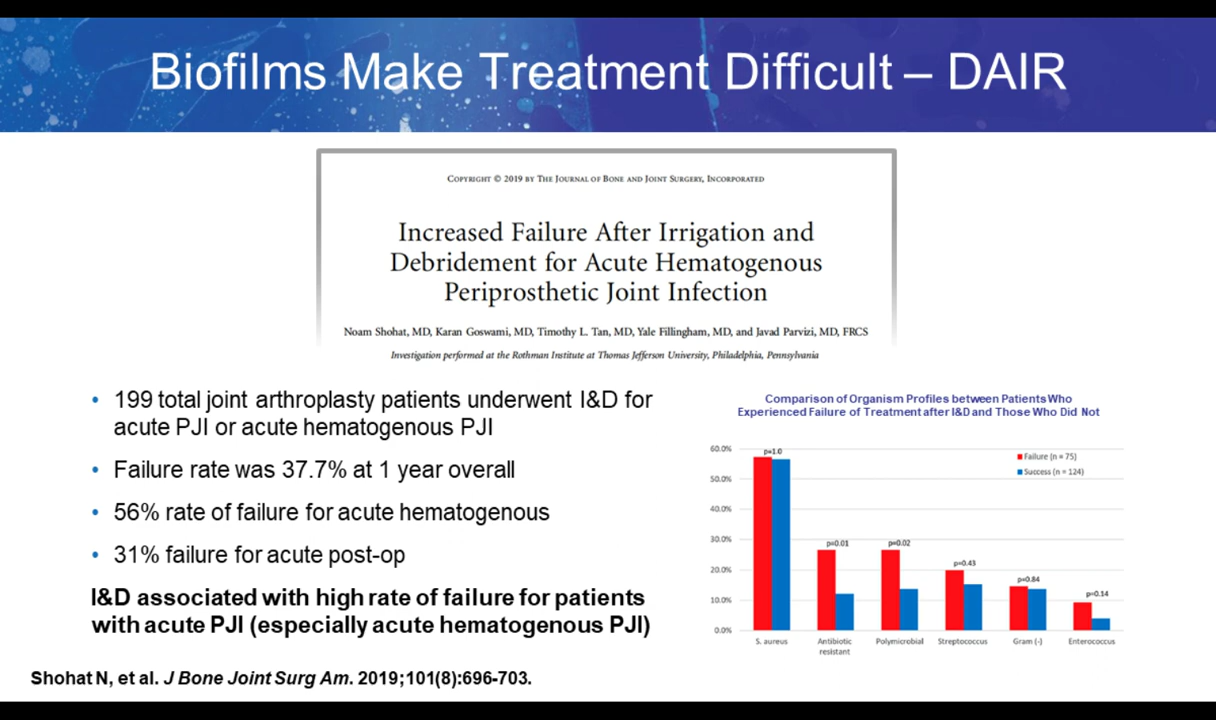 Biofilms Make Treatment Difficult – DAIR
COPYRIGHT © 2019 BY THE JOURNAL OF BONE AND JOINT SURGERY, INCORPORATED
Increased Failure After Irrigation and
Debridement for Acute Hematogenous
Periprosthetic Joint Infection
Noam Shohat, MD, Karan Goswami, MD, Timothy L. Tan, MD, Yale Fillingham, MD, and Javad Parvizi, MD, FRCS
Investigation performed at the Rothman Institute at Thomas Jefferson University, Philadelphia, Pennsylvania
• 199 total joint arthroplasty patients underwent I&D for
acute PJI or acute hematogenous PJI
• Failure rate was 37.7% at 1 year overall
• 56% rate of failure for acute hematogenous
• 31% failure for acute post-op
I&D associated with high rate of failure for patients
with acute PJI (especially acute hematogenous PJI)
Comparison of Organism Profiles between Patients Who
Experienced Failure of Treatment after I&D and Those Who Did Not
60.0%
50.0%
40.0%
30.0%
20.0%
10.0%
0.0%
p=1.0
p=0.01
p=0.02
p=0.43
p=0.84
p=0.14
Failure (n = 75)
Success (n = 124)
S. aureus
Antibiotic
resistant
Polymicrobial
Streptococcus
Gram (-)
Enterococcus
Shohat N, et al. J Bone Joint Surg Am. 2019;101(8):696-703.